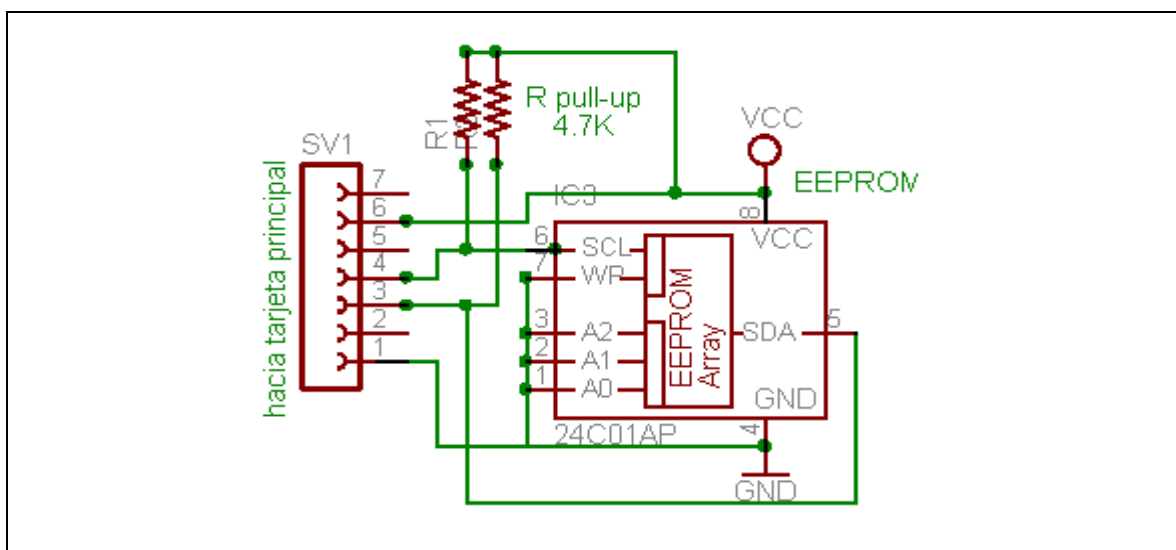 R pull-up
4.7K
R1
VCC
SV1
hacia tarjeta principal
7
6
5
4
3
2
1
EEPROM
IC3
8
VCC
6
SCL
7
WP
3
A2
2
A1
1
A0
EEPROM
Array
SDA
5
GND
4
24C01AP
GND